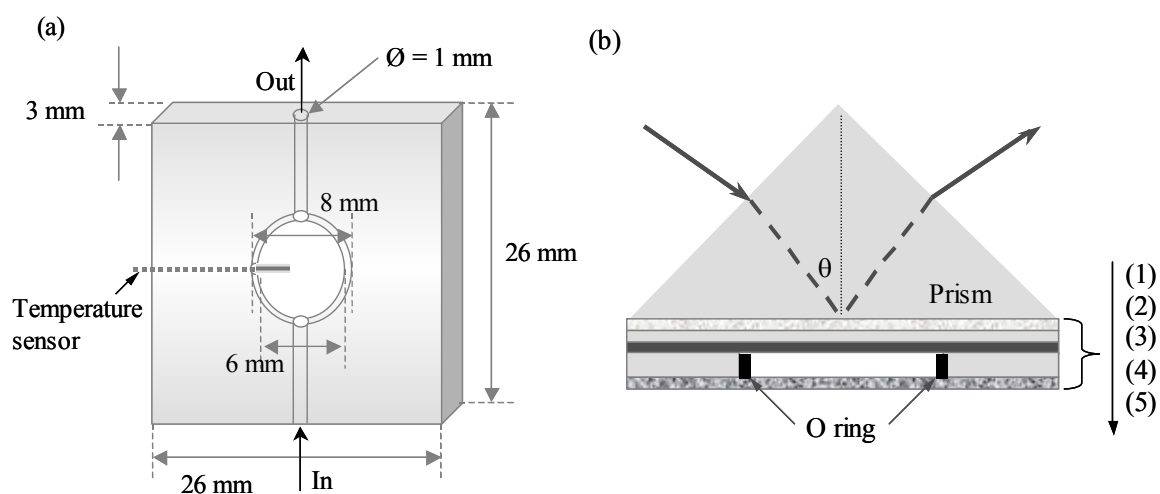 (a)
Out
Ø = 1 mm
3 mm
8 mm
26 mm
Temperature
sensor
6 mm
26 mm
In
(b)
θ
Prism
(1)
(2)
(3)
(4)
(5)
O ring